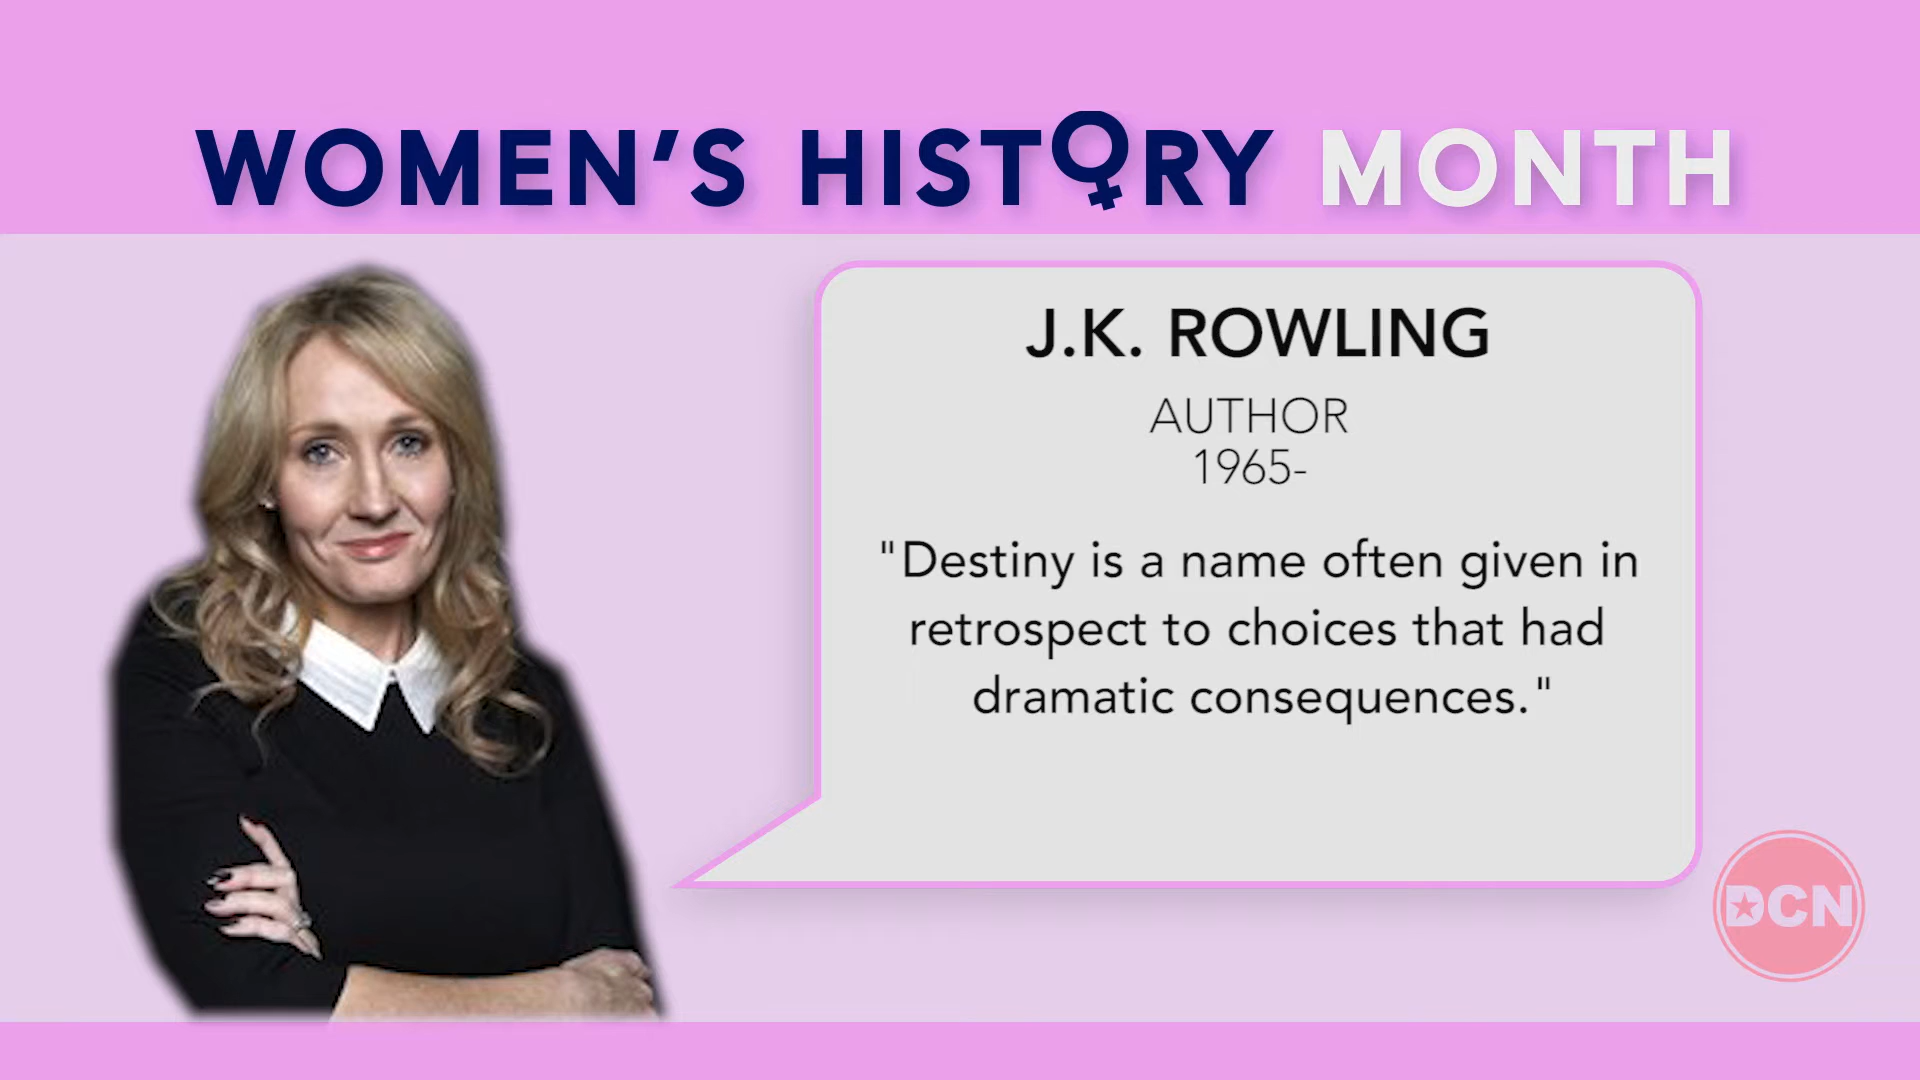 WOMEN'S HISTORY MONTH
J.K. ROWLING
AUTHOR
1965-
"Destiny is a name often given in
retrospect to choices that had
dramatic consequences."
DCN